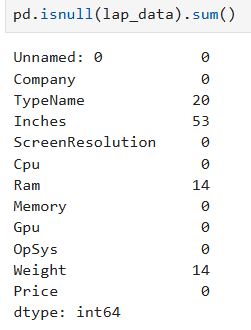 pd.isnull(lap_data).sum()
Unnamed: 0 0
Company 0
TypeName 20
Inches 53
ScreenResolution 0
Cpu 0
Ram 14
Memory 0
Gpu 0
OpSys 0
Weight 14
Price 0
dtype: int64